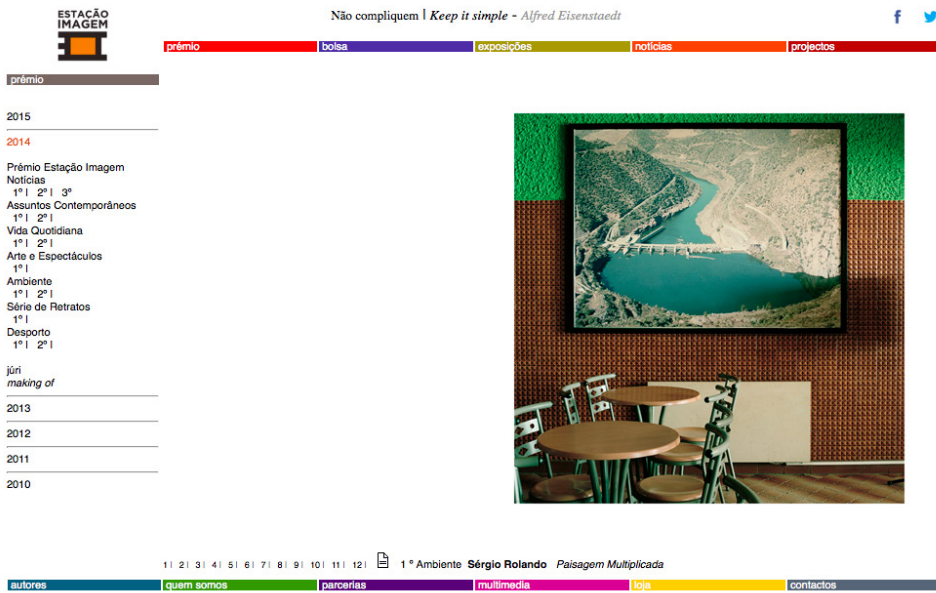 ESTAÇÃO
IMAGEM
Não compliquem | Keep it simple - Alfred Eisenstaedt
f
prémio
bolsa
exposições
notícias
projectos
prémio
2015
2014
Prémio Estação Imagem
Notícias
1º | 2º | 3º
Assuntos Contemporâneos
1º | 2º |
Vida Quotidiana
1º | 2º |
Arte e Espectáculos
1º |
Ambiente
1º | 2º |
Série de Retratos
1º |
Desporto
1º | 2º |
júri
making of
2013
2012
2011
2010
1 | 2 | 3 | 4 | 5 | 6 | 7 | 8 | 9 | 10 | 11 | 12 | 1 º Ambiente Sérgio Rolando Paisagem Multiplicada
autores
quem somos
parcerias
multimedia
loja
contactos